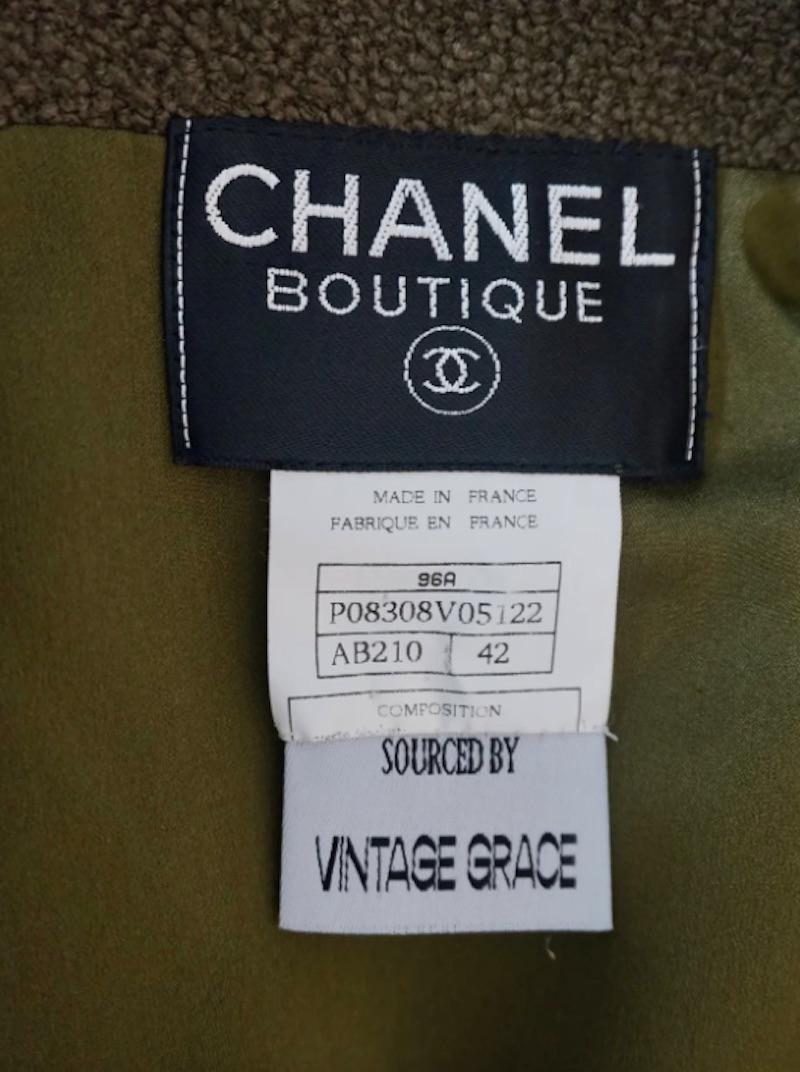 CHANEL
BOUTIQUE
MADE IN FRANCE
FABRIQUE EN FRANCE
96A
P08308V05122
AB210 42
COMPOSITION
SOURCED BY
VINTAGE GRACE